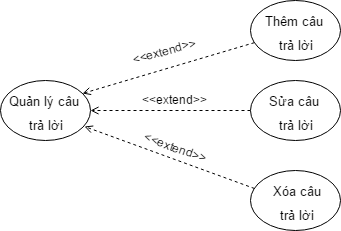 Thêm câu
trả lời
<<extend>>
Quản lý câu
trả lời
<<extend>>
Sửa câu
trả lời
<<extend>>
Xóa câu
trả lời